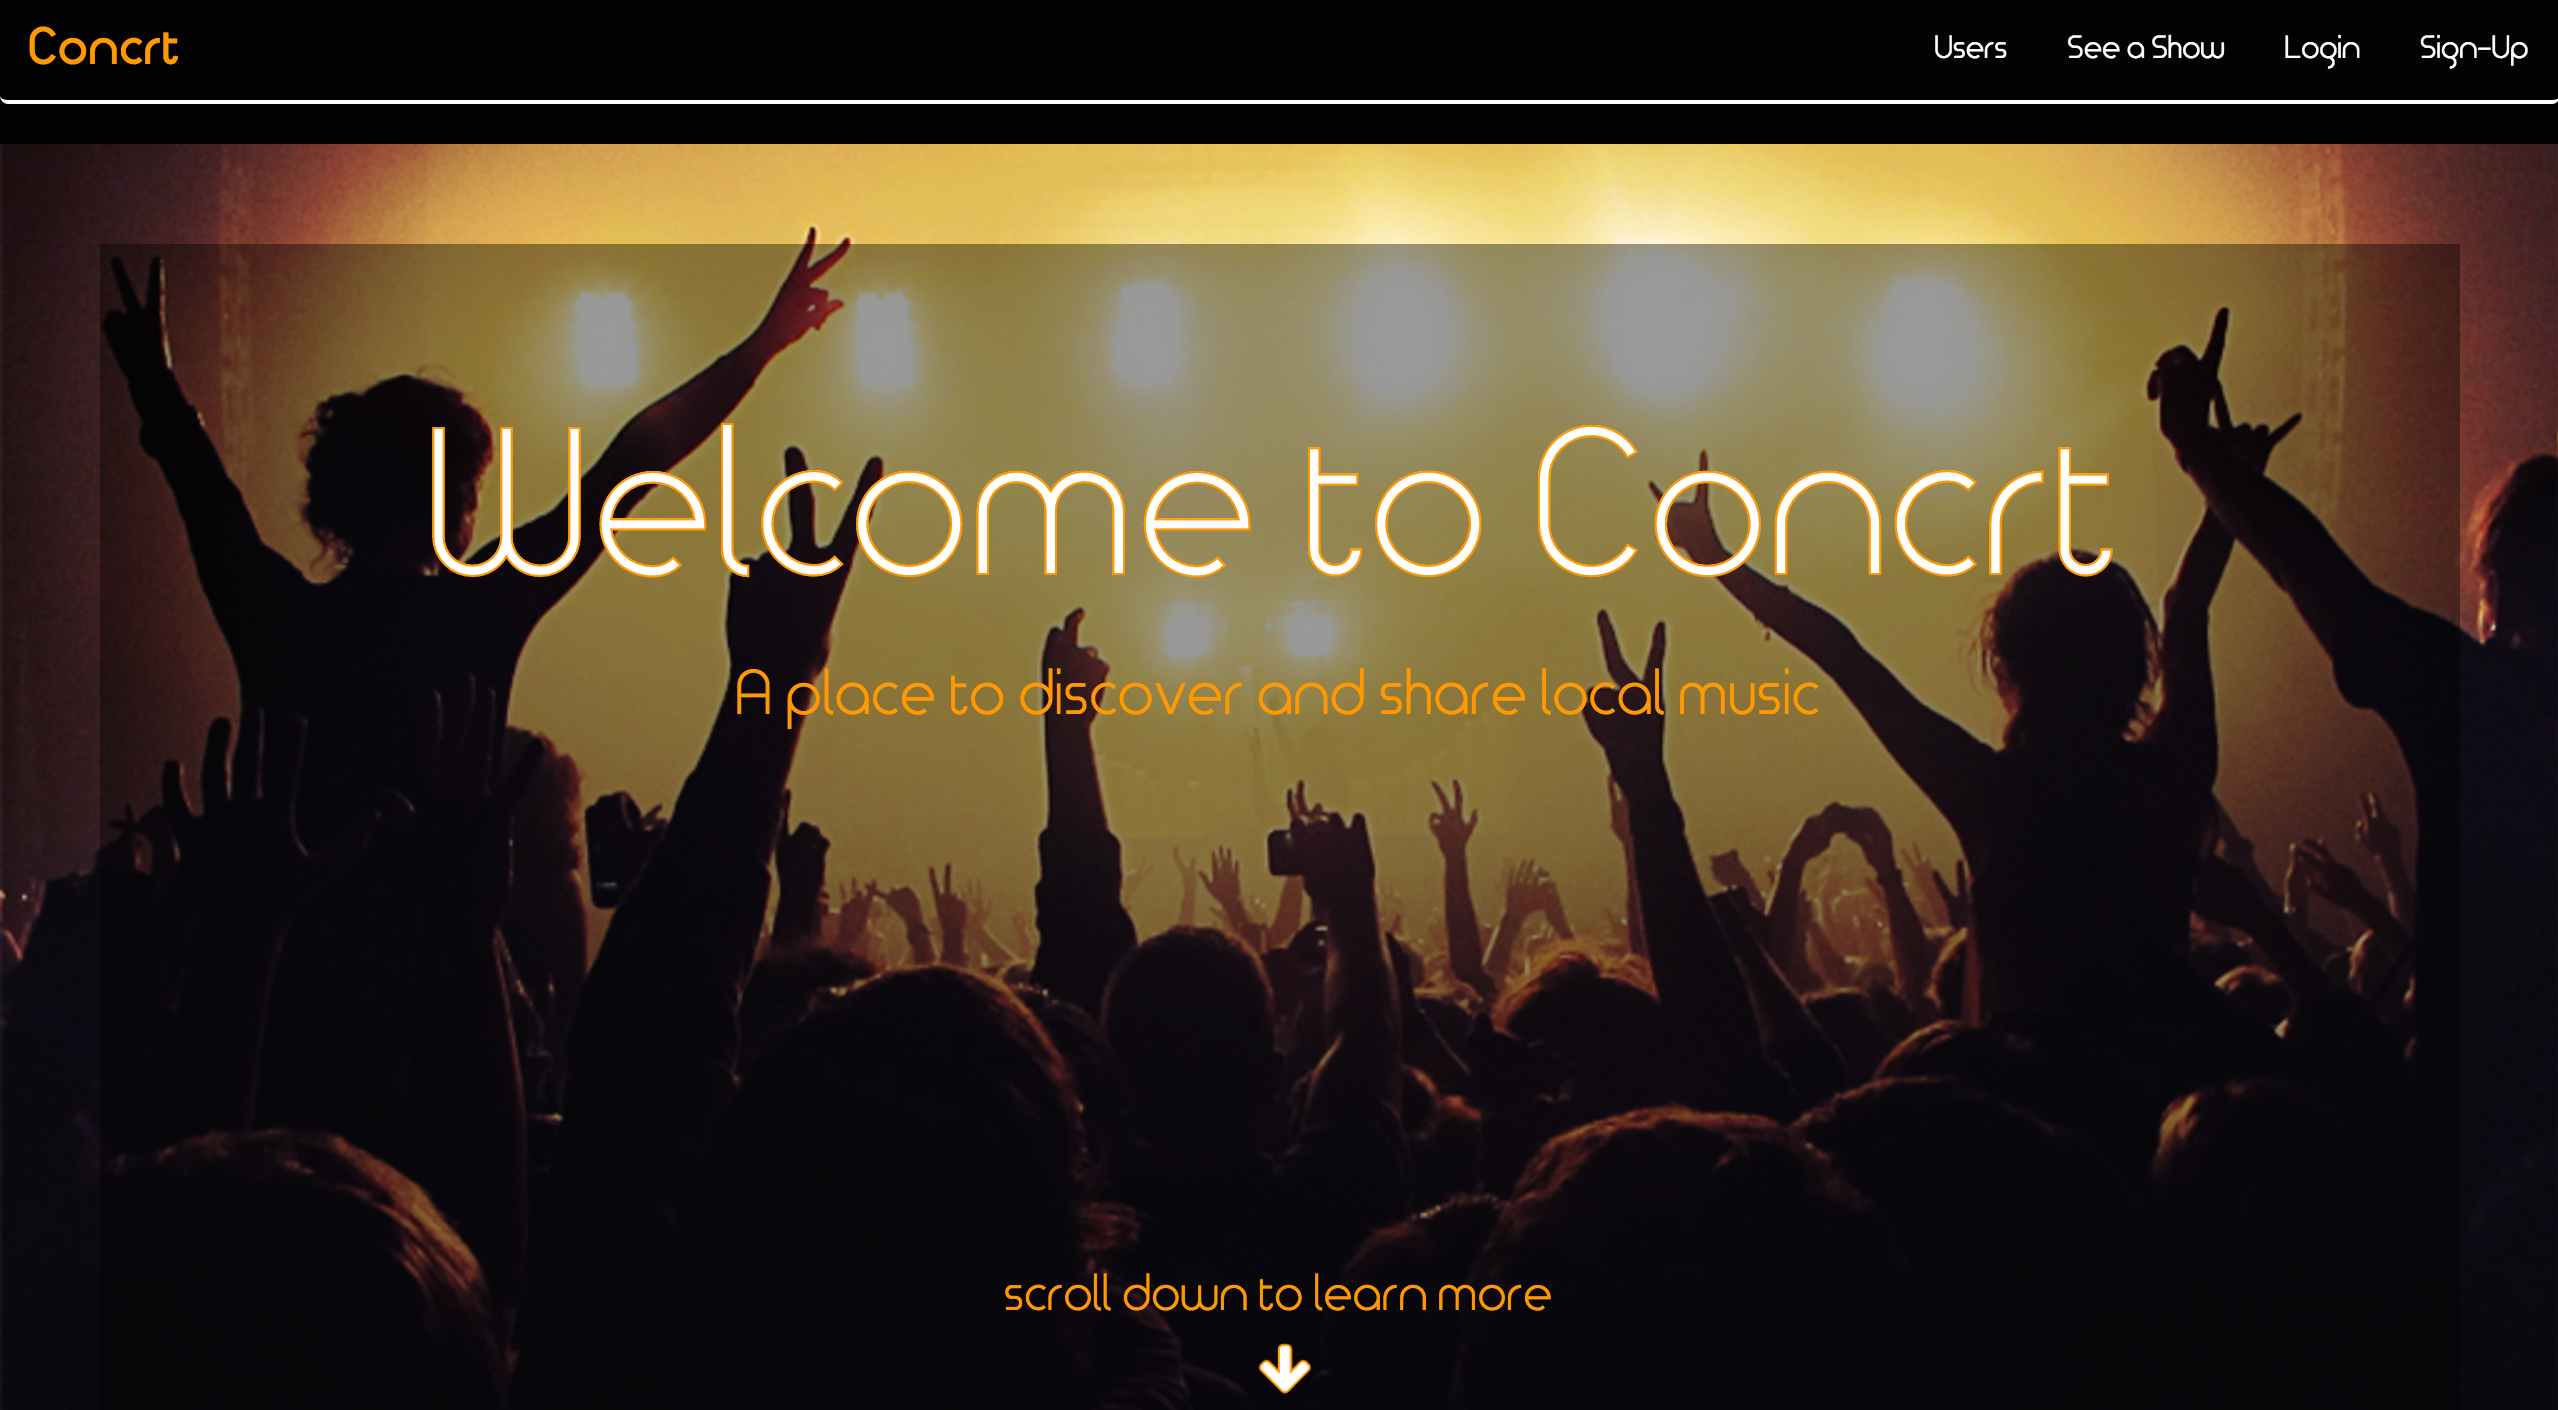 Concrt
Users
See a Show
Login
Sign-Up
Welcome to Concrt
A place to discover and share local music
scroll down to learn more